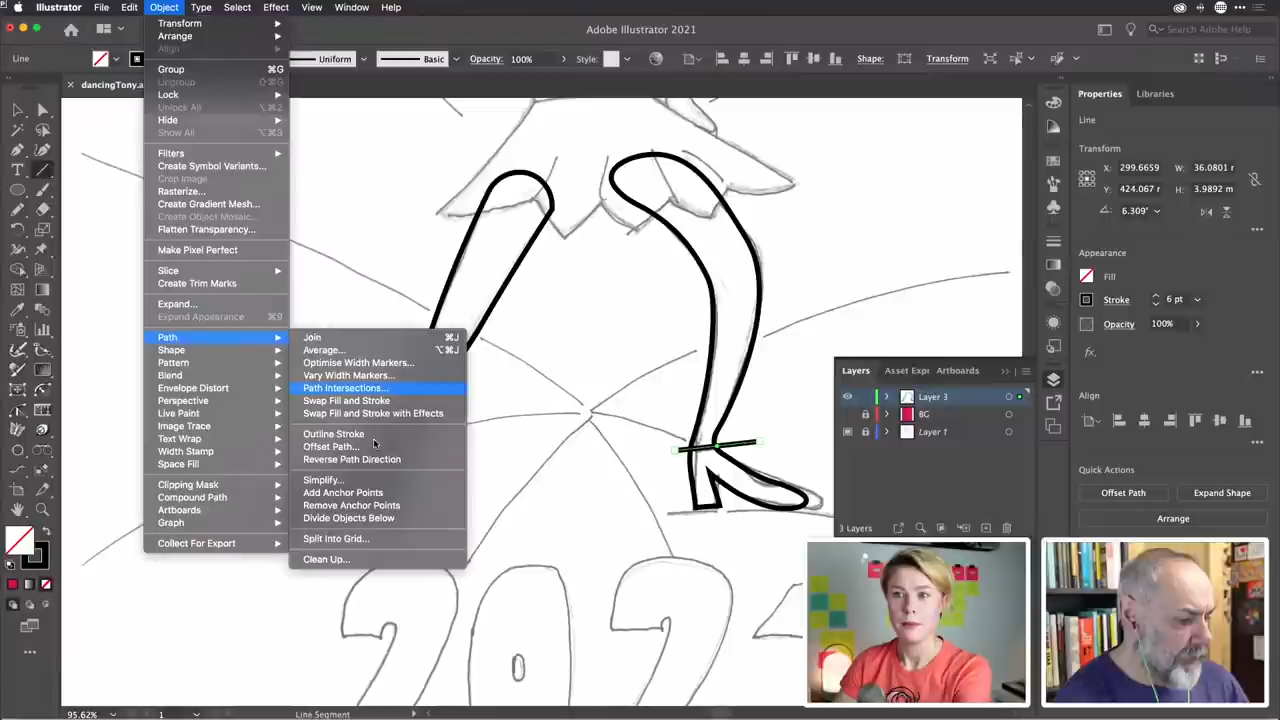 Illustrator File Edit Object Type Select Effect View Window Help
Adobe Illustrator 2021
Search Adobe Help
Line
Uniform
Basic
Opacity: 100%
Style:
Shape:
Transform
dancingTony.a
Transform
Arrange
Align
Group ⌘G
Ungroup ⇧⌘G
Lock
Unlock All ⌥⌘2
Hide
Show All ⌥⌘3
Filters
Create Symbol Variants...
Crop Image
Rasterize...
Create Gradient Mesh...
Create Object Mosaic...
Flatten Transparency...
Make Pixel Perfect
Slice
Create Trim Marks
Expand...
Expand Appearance ⌘9
Path
Shape
Pattern
Blend
Envelope Distort
Perspective
Live Paint
Image Trace
Text Wrap
Width Stamp
Space Fill
Clipping Mask
Compound Path
Artboards
Graph
Collect For Export
Join ⌘J
Average... ⌥⌘J
Optimise Width Markers...
Vary Width Markers...
Path Intersections...
Swap Fill and Stroke
Swap Fill and Stroke with Effects
Outline Stroke
Offset Path...
Reverse Path Direction
Simplify...
Add Anchor Points
Remove Anchor Points
Divide Objects Below
Split Into Grid...
Clean Up...
Properties Libraries
Line
Transform
X: 299.6659 W: 36.0801 r
Y: 424.067 r H: 3.9892 m
6.309°
Appearance
Fill
Stroke 6 pt
Opacity 100%
fx.
Align
Quick Actions
Offset Path
Expand Shape
Arrange
Layers Asset Exp Artboards
Layer 3
BG
Layer 1
3 Layers
202
95.62%
1
Line Segment